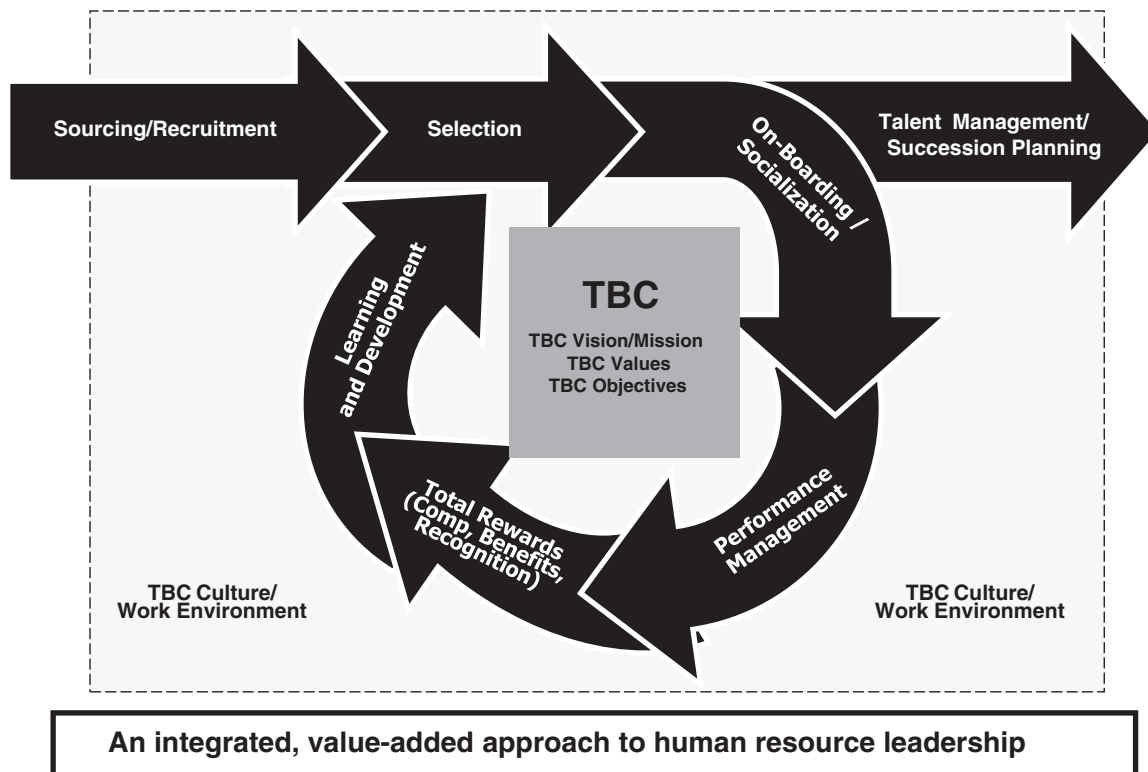 Sourcing/Recruitment
Selection
On-Boarding /
Socialization
Talent Management/
Succession Planning
Learning
and Development
TBC
TBC Vision/Mission
TBC Values
TBC Objectives
Performance
Management
Total Rewards
(Comp, Benefits,
Recognition)
TBC Culture/
Work Environment
TBC Culture/
Work Environment
An integrated, value-added approach to human resource leadership